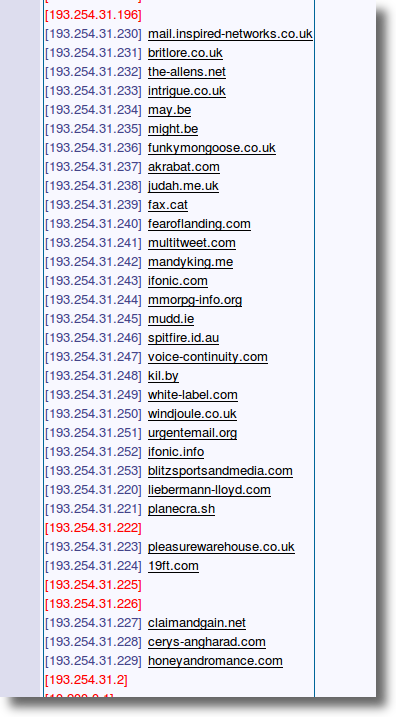 [193.254.31.196]
[193.254.31.230] mail.inspired-networks.co.uk
[193.254.31.231] britlore.co.uk
[193.254.31.232] the-allens.net
[193.254.31.233] intrigue.co.uk
[193.254.31.234] may.be
[193.254.31.235] might.be
[193.254.31.236] funkymongoose.co.uk
[193.254.31.237] akrabat.com
[193.254.31.238] judah.me.uk
[193.254.31.239] fax.cat
[193.254.31.240] fearoflanding.com
[193.254.31.241] multitweet.com
[193.254.31.242] mandyking.me
[193.254.31.243] ifonic.com
[193.254.31.244] mmorpg-info.org
[193.254.31.245] mudd.ie
[193.254.31.246] spitfire.id.au
[193.254.31.247] voice-continuity.com
[193.254.31.248] kil.by
[193.254.31.249] white-label.com
[193.254.31.250] windjoule.co.uk
[193.254.31.251] urgentemail.org
[193.254.31.252] ifonic.info
[193.254.31.253] blitzsportsandmedia.com
[193.254.31.220] liebermann-lloyd.com
[193.254.31.221] planecra.sh
[193.254.31.222]
[193.254.31.223] pleasurewarehouse.co.uk
[193.254.31.224] 19ft.com
[193.254.31.225]
[193.254.31.226]
[193.254.31.227] claimandgain.net
[193.254.31.228] cerys-angharad.com
[193.254.31.229] honeyandromance.com
[193.254.31.2]